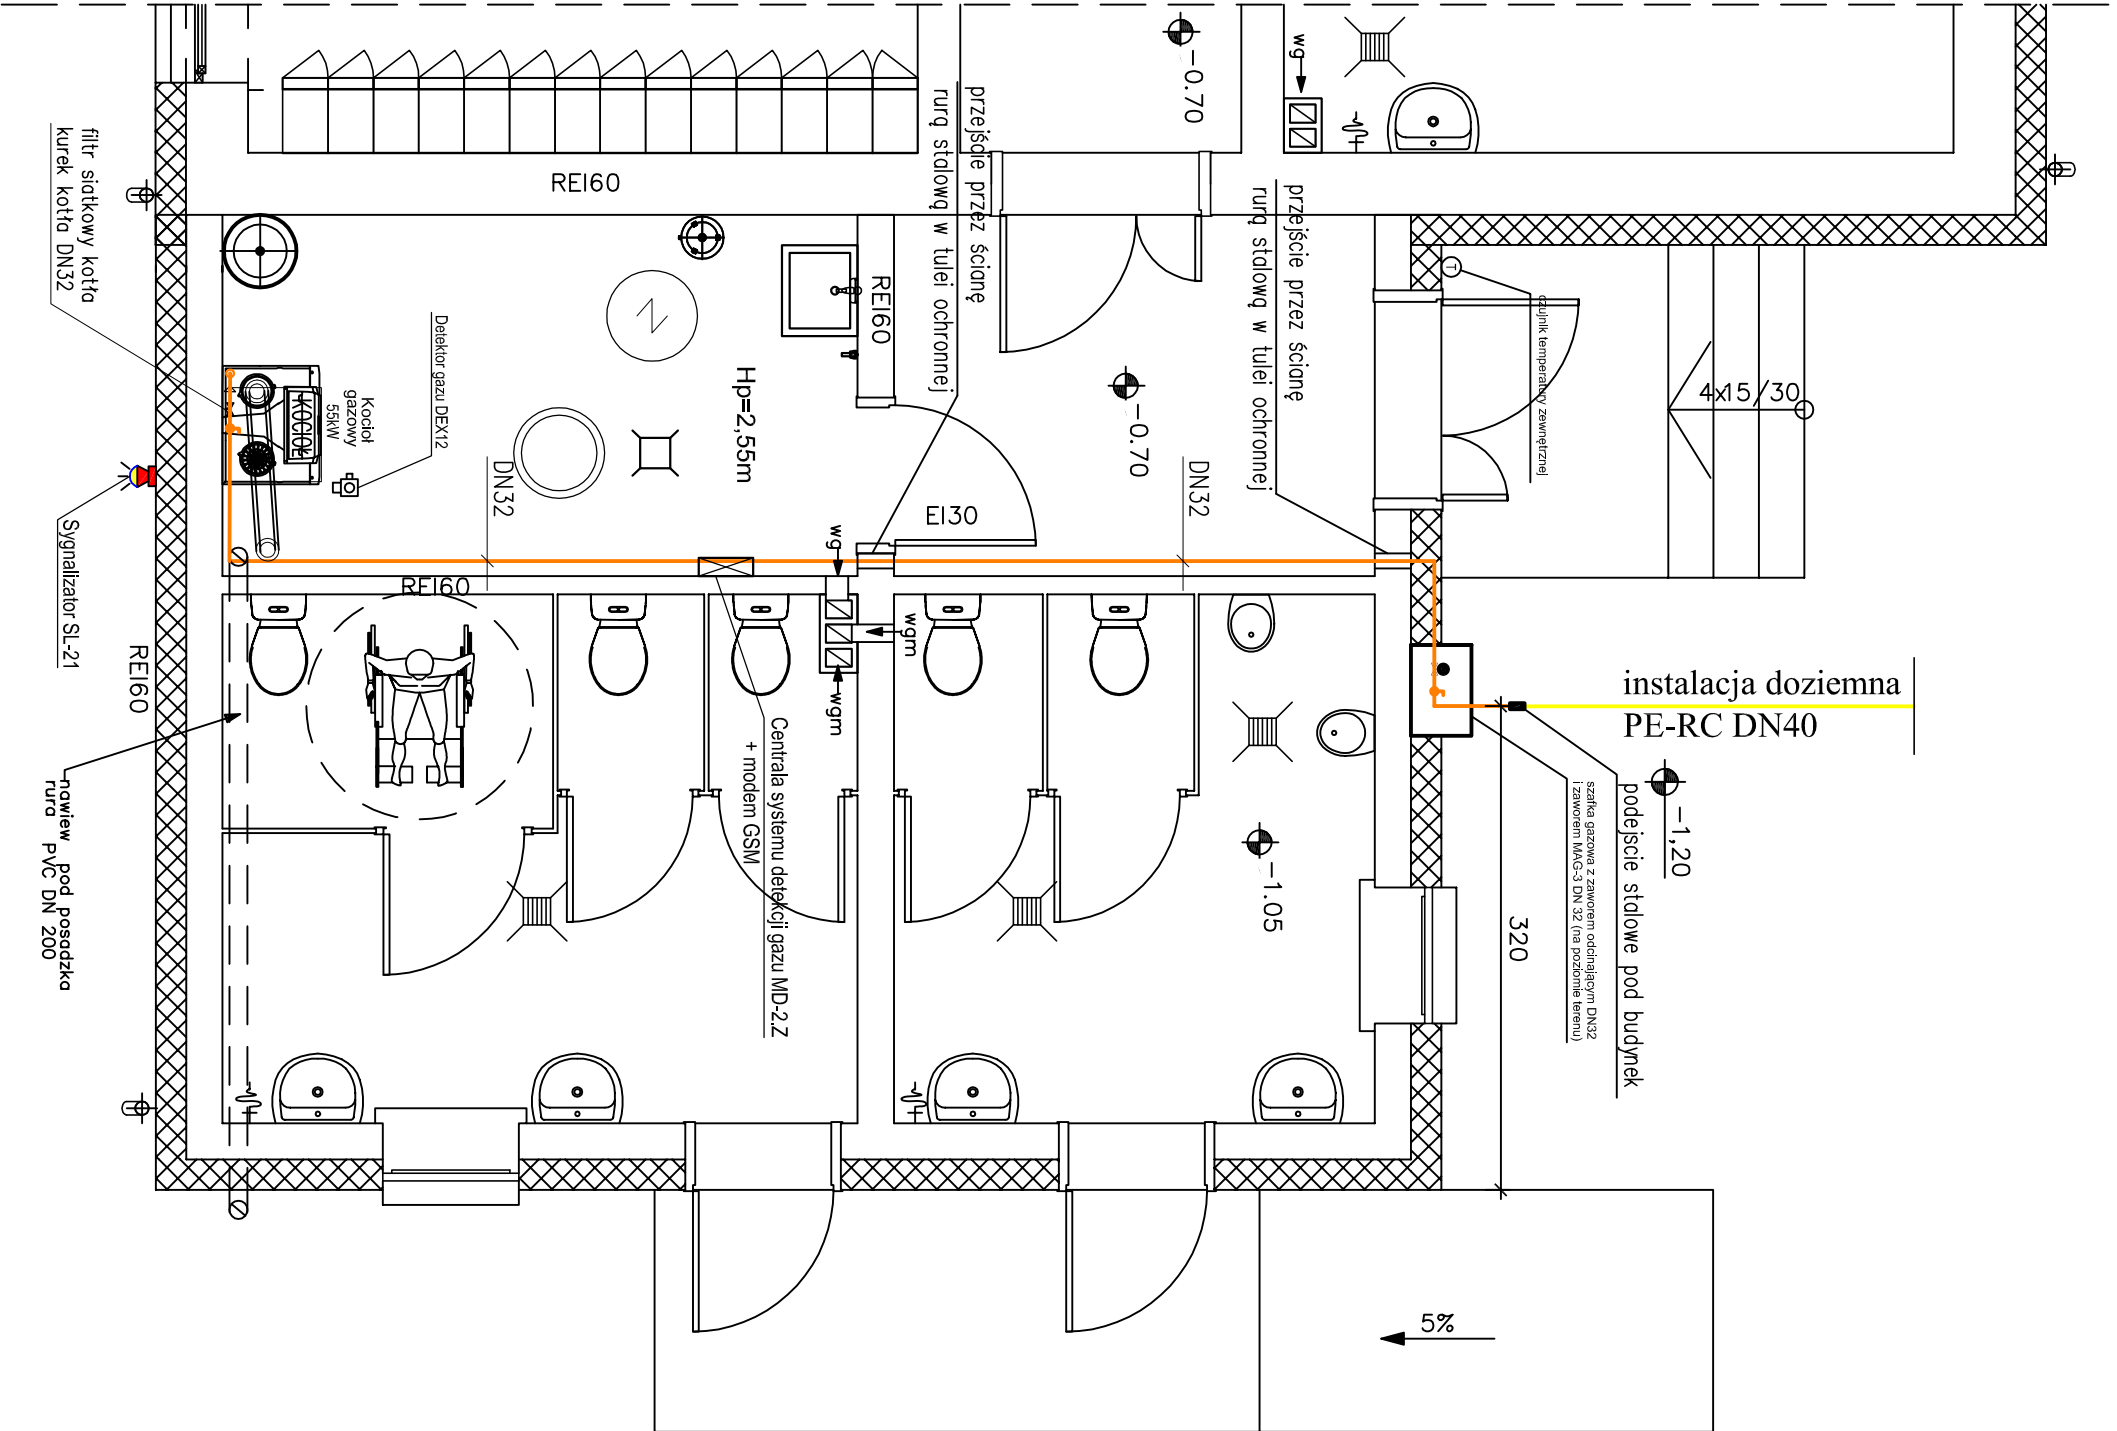 -0.70
wg
przejście przez ścianę
rurą stalową w tulei ochronnej
REI60
filtr siatkowy kotła
kurek kotła DN32
przejście przez ścianę
rurą stalową w tulei ochronnej
REI60
T
czujnik temperatury zewnętrznej
4x15/30
Detektor gazu DEX12
N
Hp=2,55m
-0.70
KOCIOŁ
Kocioł
gazowy
55kW
DN32
DN32
EI30
wg
Sygnalizator SL-21
REI60
REI60
wgm
wgm
instalacja doziemna
PE-RC DN40
Centrala systemu detekcji gazu MD-2.Z
+ modem GSM
-1,20
podejscie stalowe pod budynek
szafka gazowa z zaworem odcinającym DN32
i zaworem MAG-3 DN 32 (na poziomie terenu)
-1.05
320
nawiew pod posadzka
rura PVC DN 200
5%